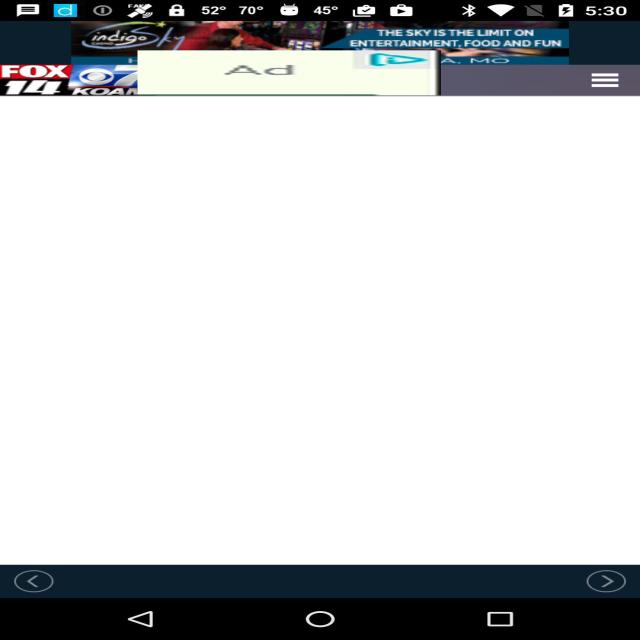 52° 70° 45° 5:30
indigo sky
THE SKY IS THE LIMIT ON
ENTERTAINMENT, FOOD AND FUN
A, MO
Ad
FOX
14
7
KOAM